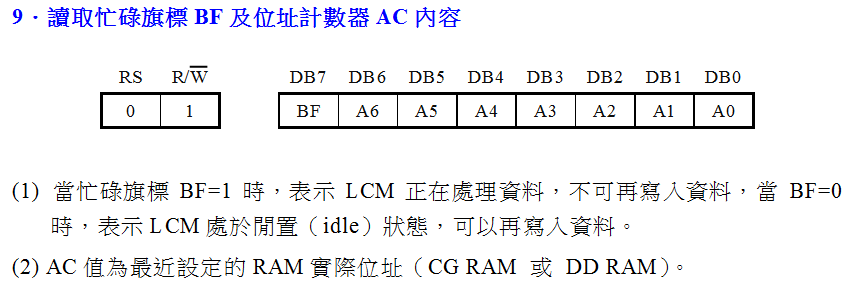 9．讀取忙碌旗標 BF 及位址計數器 AC 內容
RS R/W̅ DB7 DB6 DB5 DB4 DB3 DB2 DB1 DB0
0 1 BF A6 A5 A4 A3 A2 A1 A0
(1) 當忙碌旗標 BF=1 時，表示 LCM 正在處理資料，不可再寫入資料，當 BF=0
時，表示 LCM 處於閒置（idle）狀態，可以再寫入資料。
(2) AC 值為最近設定的 RAM 實際位址（CG RAM 或 DD RAM）。